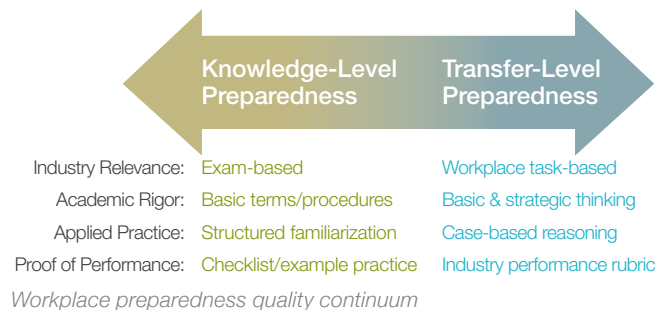 Knowledge-Level Transfer-Level
Preparedness Preparedness
Industry Relevance: Exam-based Workplace task-based
Academic Rigor: Basic terms/procedures Basic & strategic thinking
Applied Practice: Structured familiarization Case-based reasoning
Proof of Performance: Checklist/example practice Industry performance rubric
Workplace preparedness quality continuum